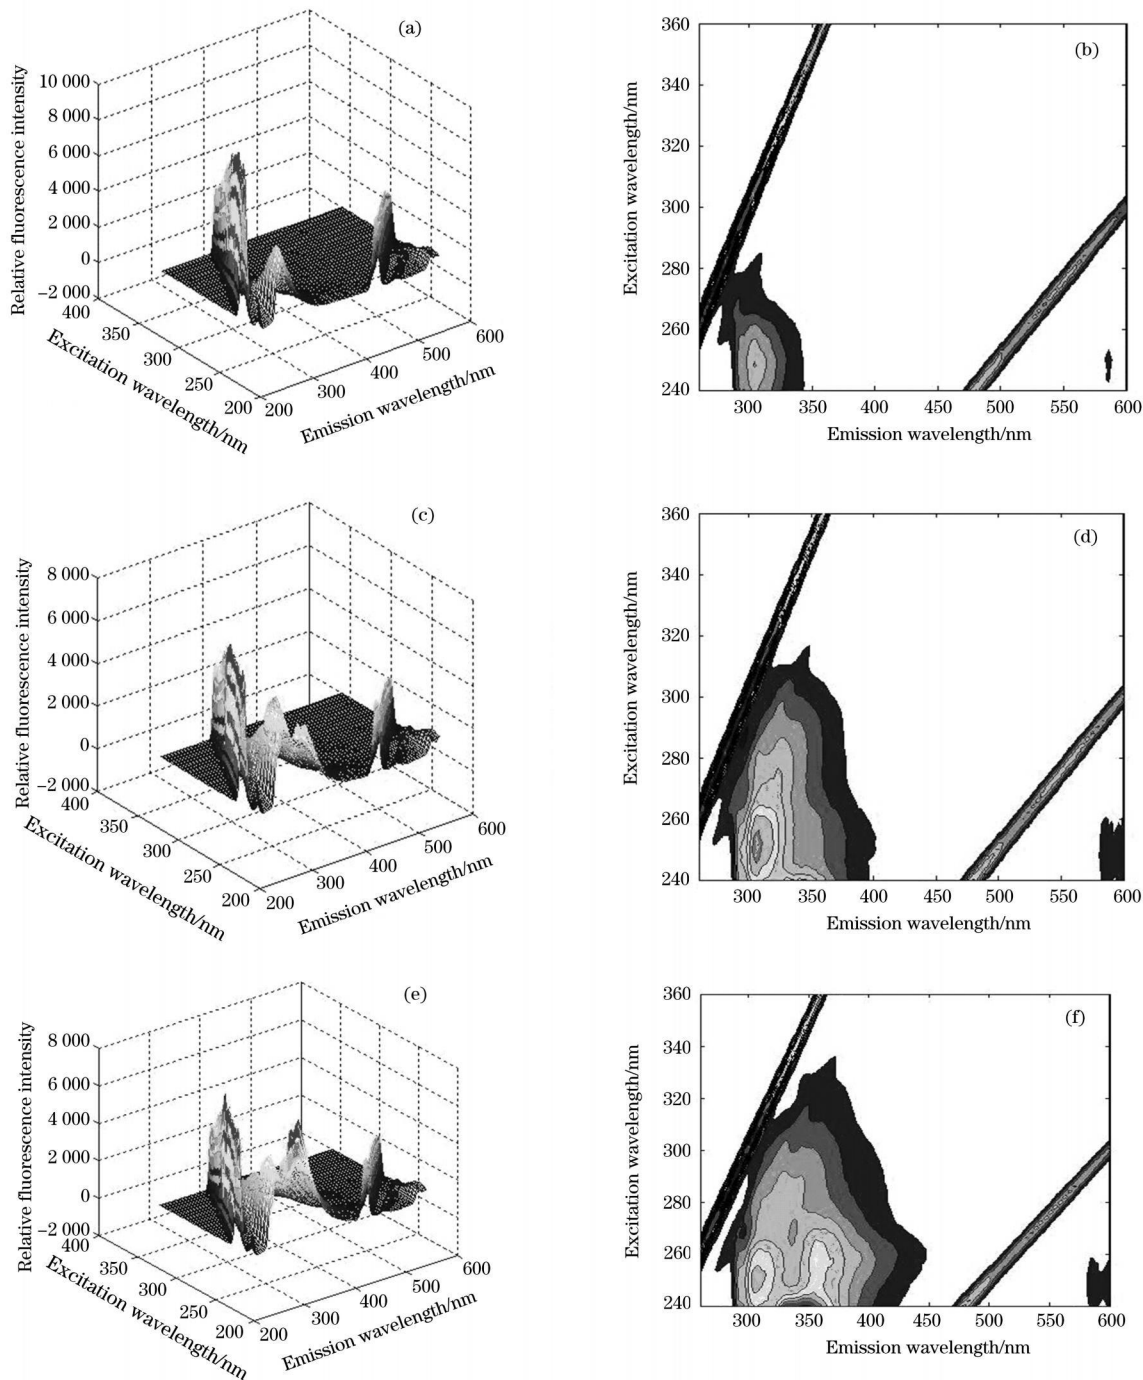 (a)
Relative fluorescence intensity
10 000
8 000
6 000
4 000
2 000
0
−2 000
400
350
300
250
200
Excitation wavelength/nm
200
300
400
500
600
Emission wavelength/nm
(b)
Excitation wavelength/nm
360
340
320
300
280
260
240
300 350 400 450 500 550 600
Emission wavelength/nm
(c)
Relative fluorescence intensity
8 000
6 000
4 000
2 000
0
−2 000
400
350
300
250
200
Excitation wavelength/nm
200
300
400
500
600
Emission wavelength/nm
(d)
Excitation wavelength/nm
360
340
320
300
280
260
240
300 350 400 450 500 550 600
Emission wavelength/nm
(e)
Relative fluorescence intensity
8 000
6 000
4 000
2 000
0
−2 000
400
350
300
250
200
Excitation wavelength/nm
200
300
400
500
600
Emission wavelength/nm
(f)
Excitation wavelength/nm
360
340
320
300
280
260
240
300 350 400 450 500 550 600
Emission wavelength/nm